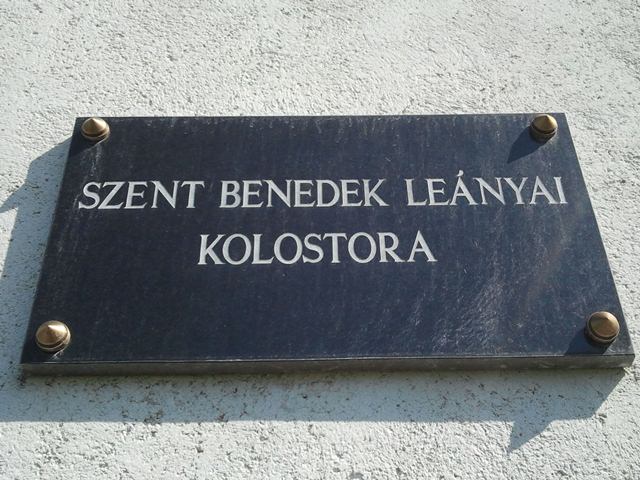 SZENT BENEDEK LEÁNYAI
KOLOSTORA